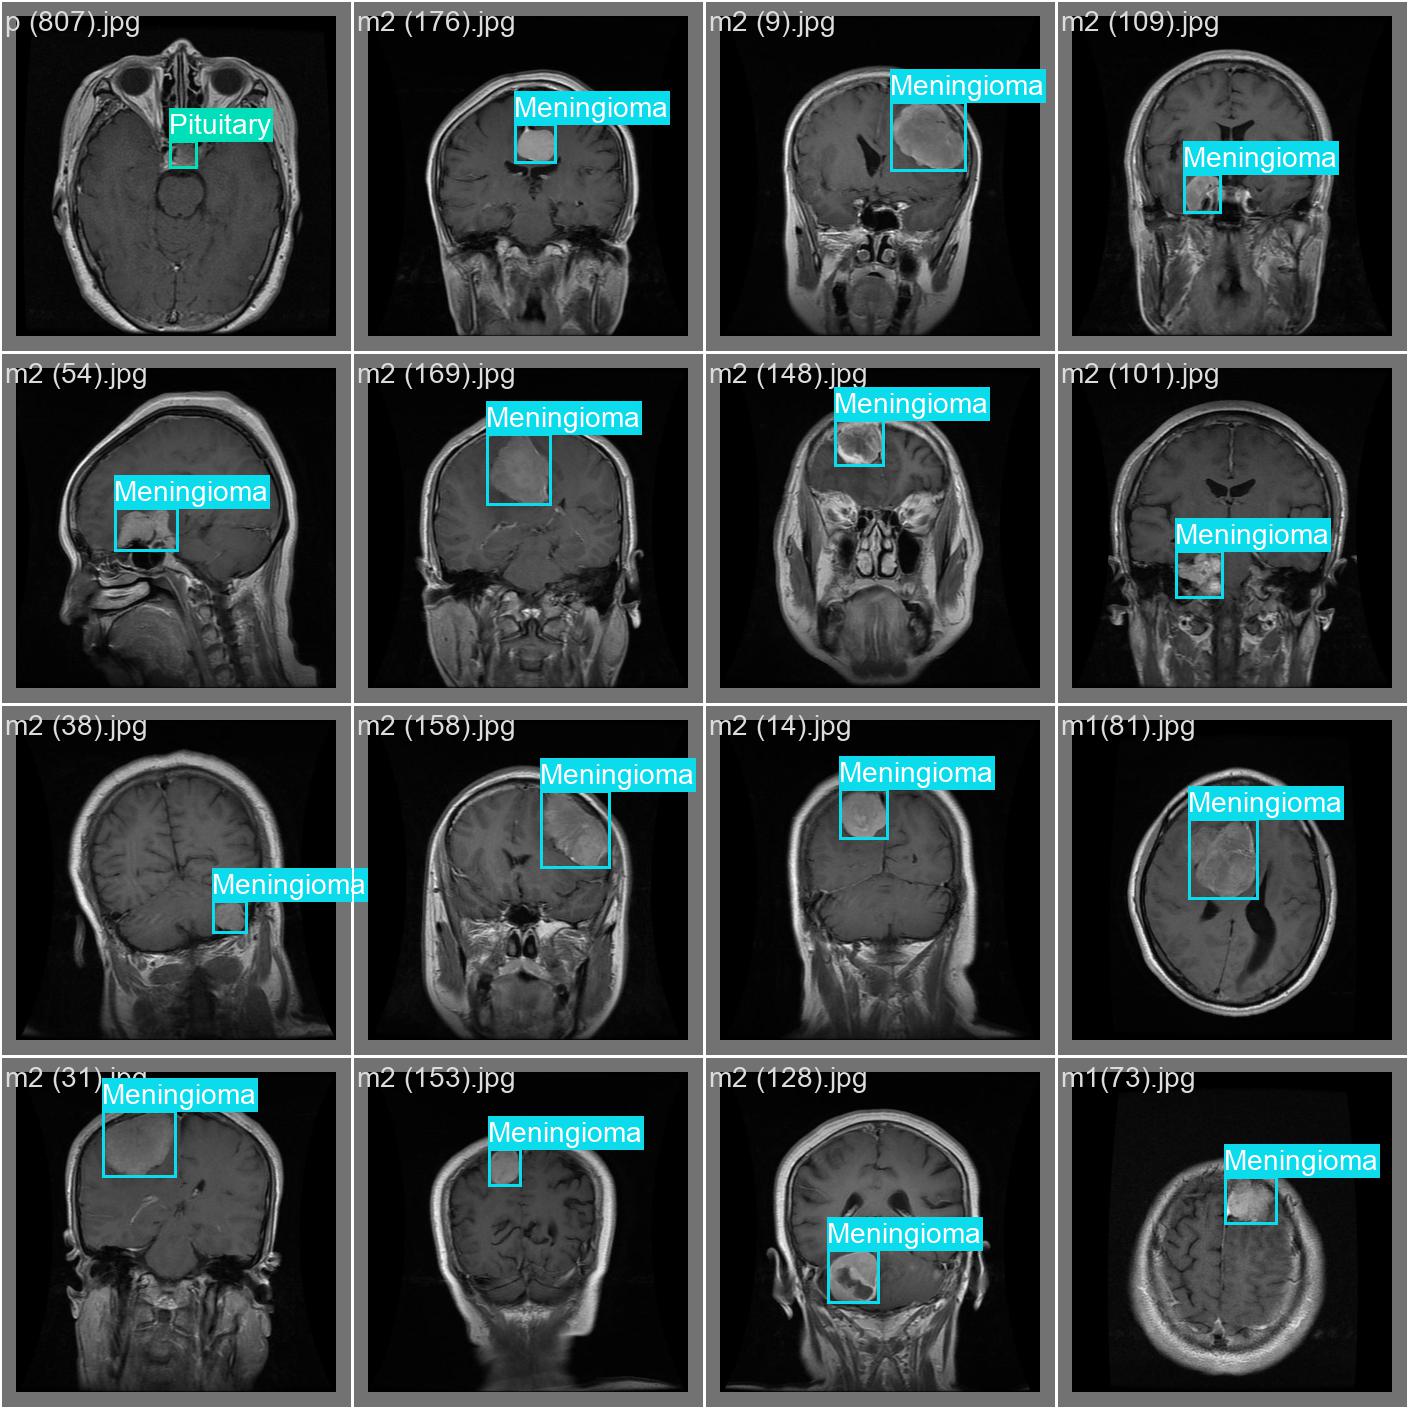 p (807).jpg
Pituitary
m2 (176).jpg
Meningioma
m2 (9).jpg
Meningioma
m2 (109).jpg
Meningioma
m2 (54).jpg
Meningioma
m2 (169).jpg
Meningioma
m2 (148).jpg
Meningioma
m2 (101).jpg
Meningioma
m2 (38).jpg
Meningioma
m2 (158).jpg
Meningioma
m2 (14).jpg
Meningioma
m1(81).jpg
Meningioma
m2 (31).jpg
Meningioma
m2 (153).jpg
Meningioma
m2 (128).jpg
Meningioma
m1(73).jpg
Meningioma